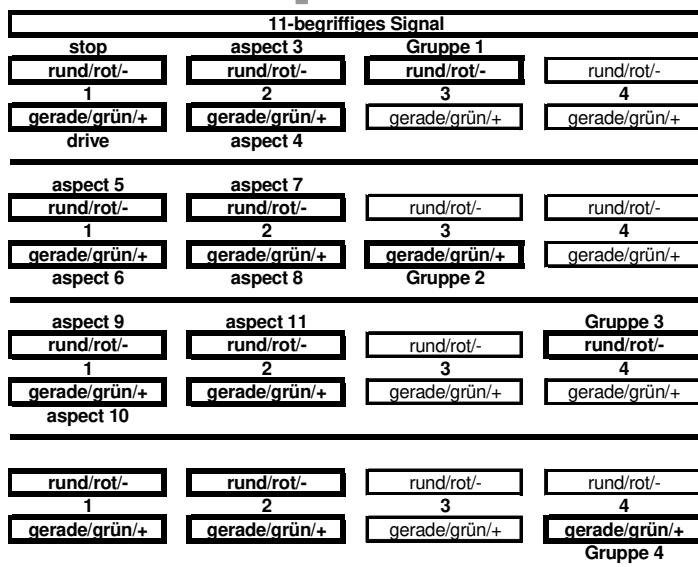 11-begriffiges Signal
stop aspect 3 Gruppe 1
rund/rot/- rund/rot/- rund/rot/- rund/rot/-
1 2 3 4
gerade/grün/+ gerade/grün/+ gerade/grün/+ gerade/grün/+
drive aspect 4
aspect 5 aspect 7
rund/rot/- rund/rot/- rund/rot/- rund/rot/-
1 2 3 4
gerade/grün/+ gerade/grün/+ gerade/grün/+ gerade/grün/+
aspect 6 aspect 8 Gruppe 2
aspect 9 aspect 11 Gruppe 3
rund/rot/- rund/rot/- rund/rot/- rund/rot/-
1 2 3 4
gerade/grün/+ gerade/grün/+ gerade/grün/+ gerade/grün/+
aspect 10
rund/rot/- rund/rot/- rund/rot/- rund/rot/-
1 2 3 4
gerade/grün/+ gerade/grün/+ gerade/grün/+ gerade/grün/+
Gruppe 4